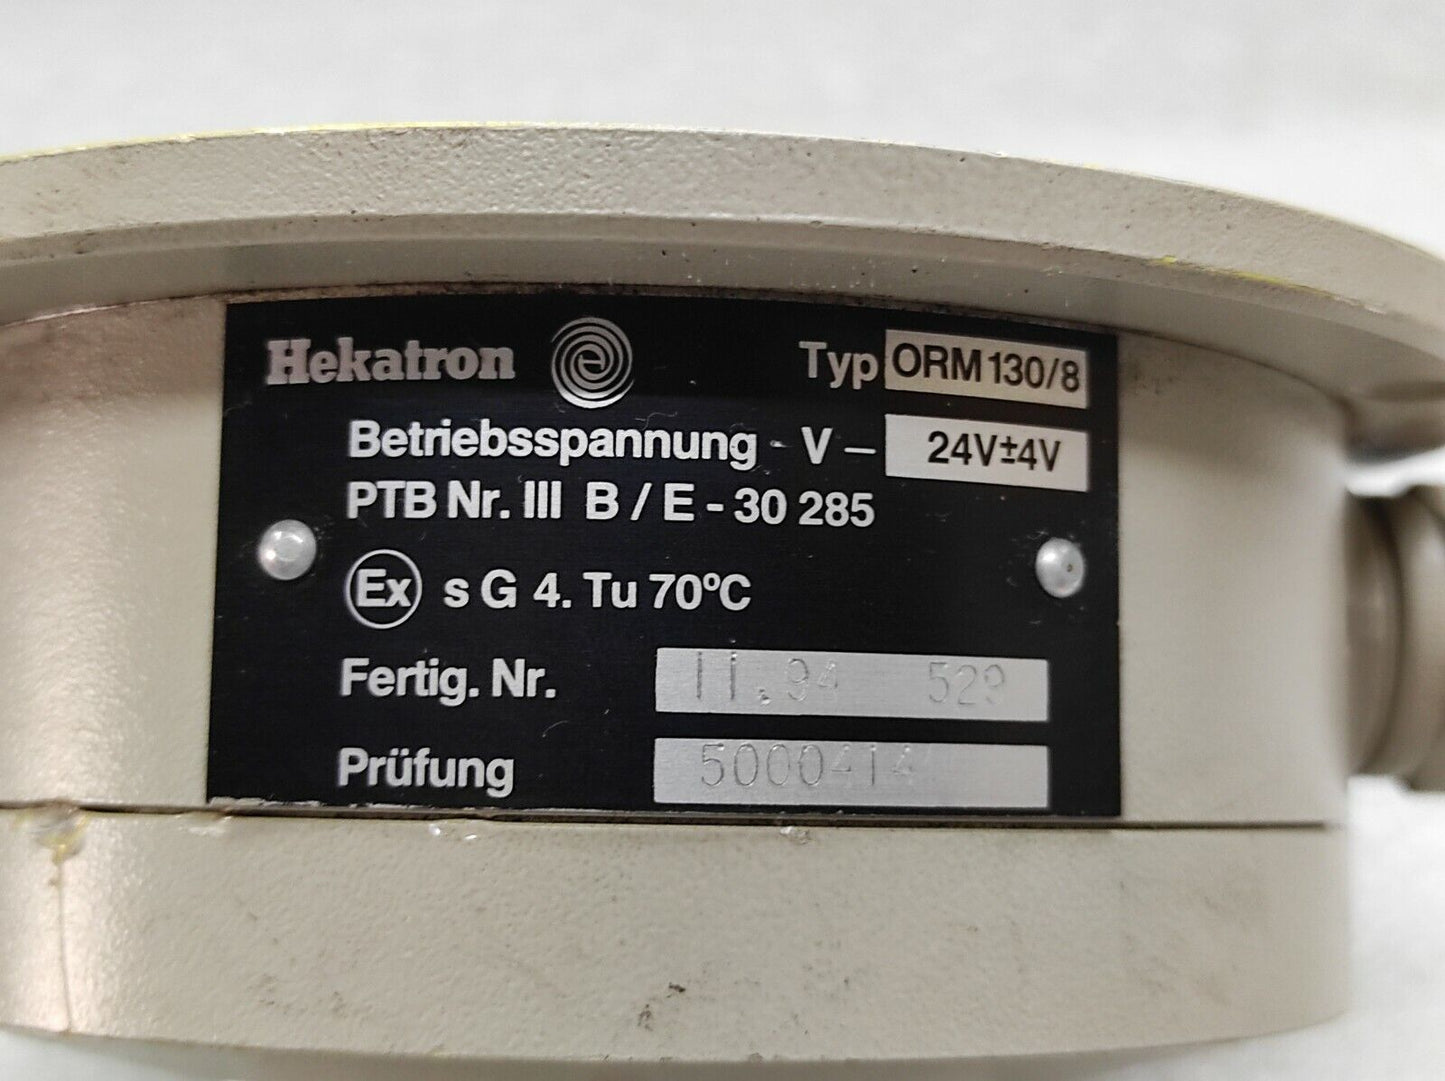 Hekatron e Typ ORM 130/8
Betriebsspannung - V – 24V±4V
PTB Nr. III B / E - 30 285
Ex s G 4. Tu 70ºC
Fertig. Nr. 11.94 529
Prüfung 5000414